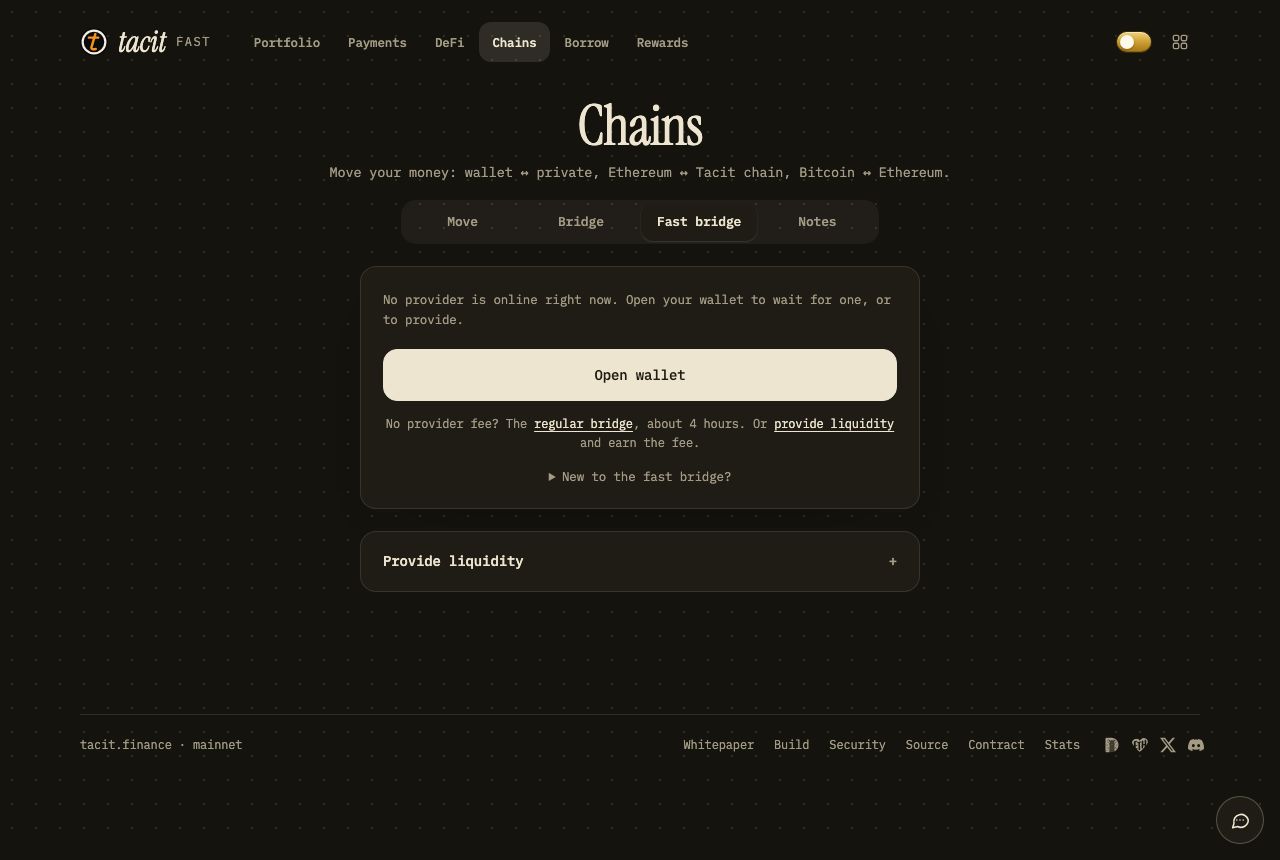 tacit FAST Portfolio Payments DeFi Chains Borrow Rewards
Chains
Move your money: wallet ↔ private, Ethereum ↔ Tacit chain, Bitcoin ↔ Ethereum.
Move Bridge Fast bridge Notes
No provider is online right now. Open your wallet to wait for one, or
to provide.
Open wallet
No provider fee? The regular bridge, about 4 hours. Or provide liquidity
and earn the fee.
▶ New to the fast bridge?
Provide liquidity +
tacit.finance · mainnet Whitepaper Build Security Source Contract Stats